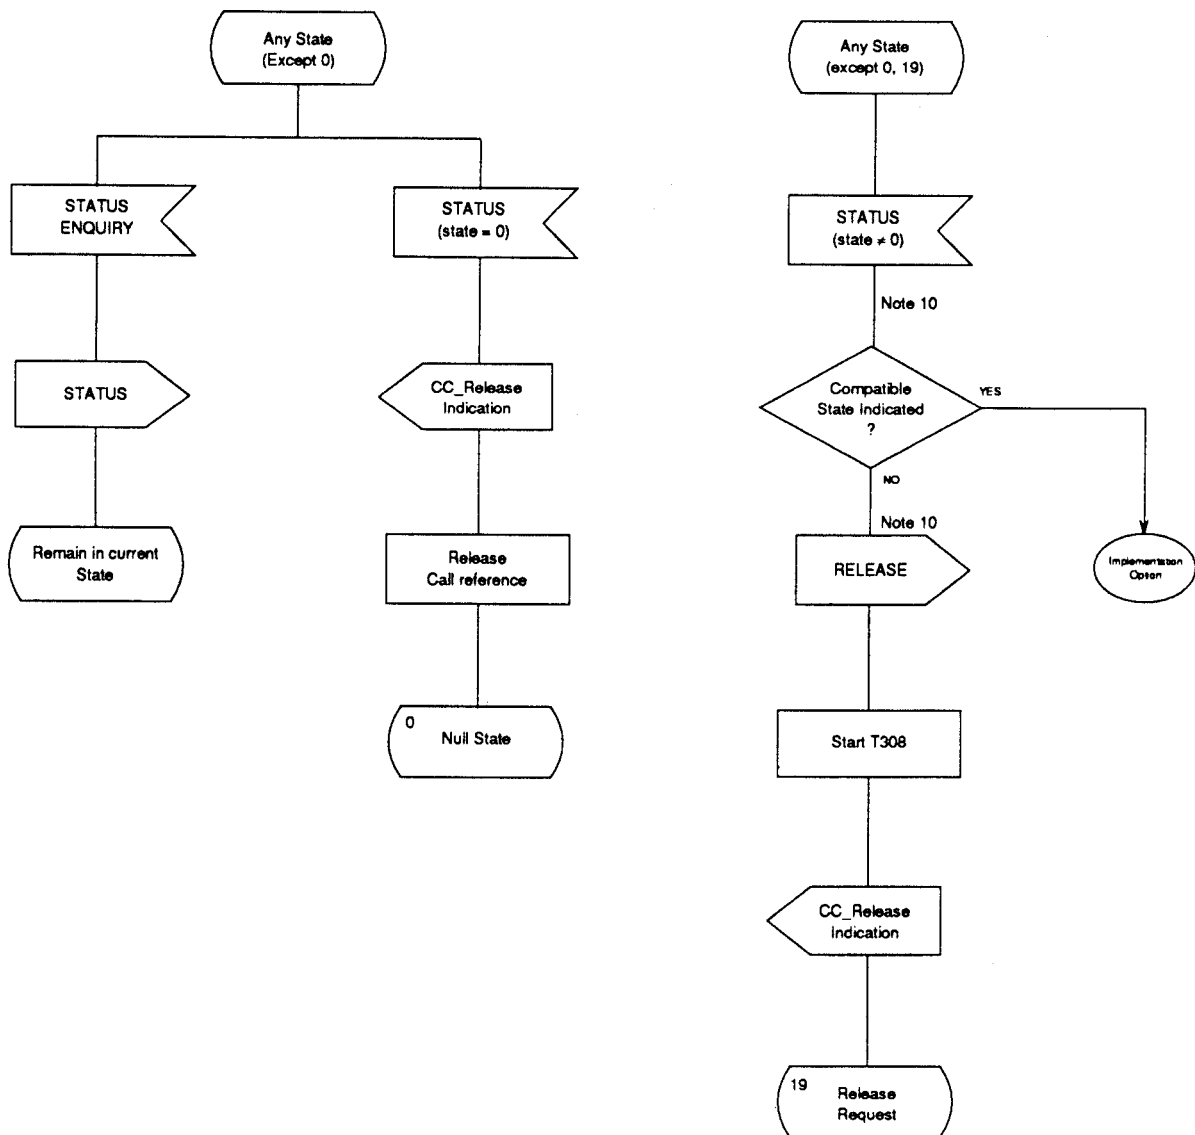 Any State
(Except 0)
STATUS
ENQUIRY
STATUS
Remain in current
State
STATUS
(state = 0)
CC_Release
Indication
Release
Call reference
0
Null State
Any State
(except 0, 19)
STATUS
(state ≠ 0)
Note 10
Compatible
State Indicated
?
YES
NO
Note 10
RELEASE
Implementation
Option
Start T308
CC_Release
Indication
19
Release
Request